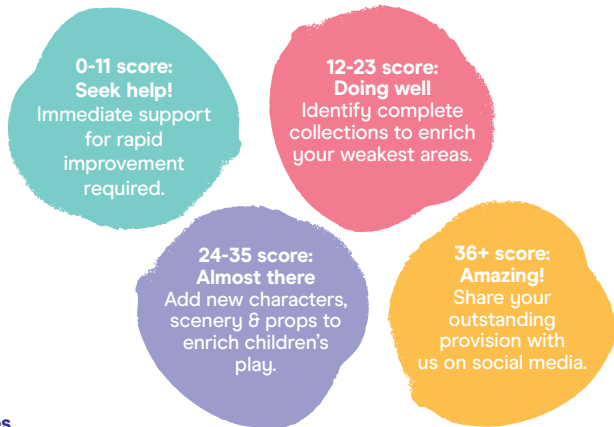 0-11 score:
Seek help!
Immediate support
for rapid
improvement
required.
12-23 score:
Doing well
Identify complete
collections to enrich
your weakest areas.
24-35 score:
Almost there
Add new characters,
scenery & props to
enrich children's
play.
36+ score:
Amazing!
Share your
outstanding
provision with
us on social media.